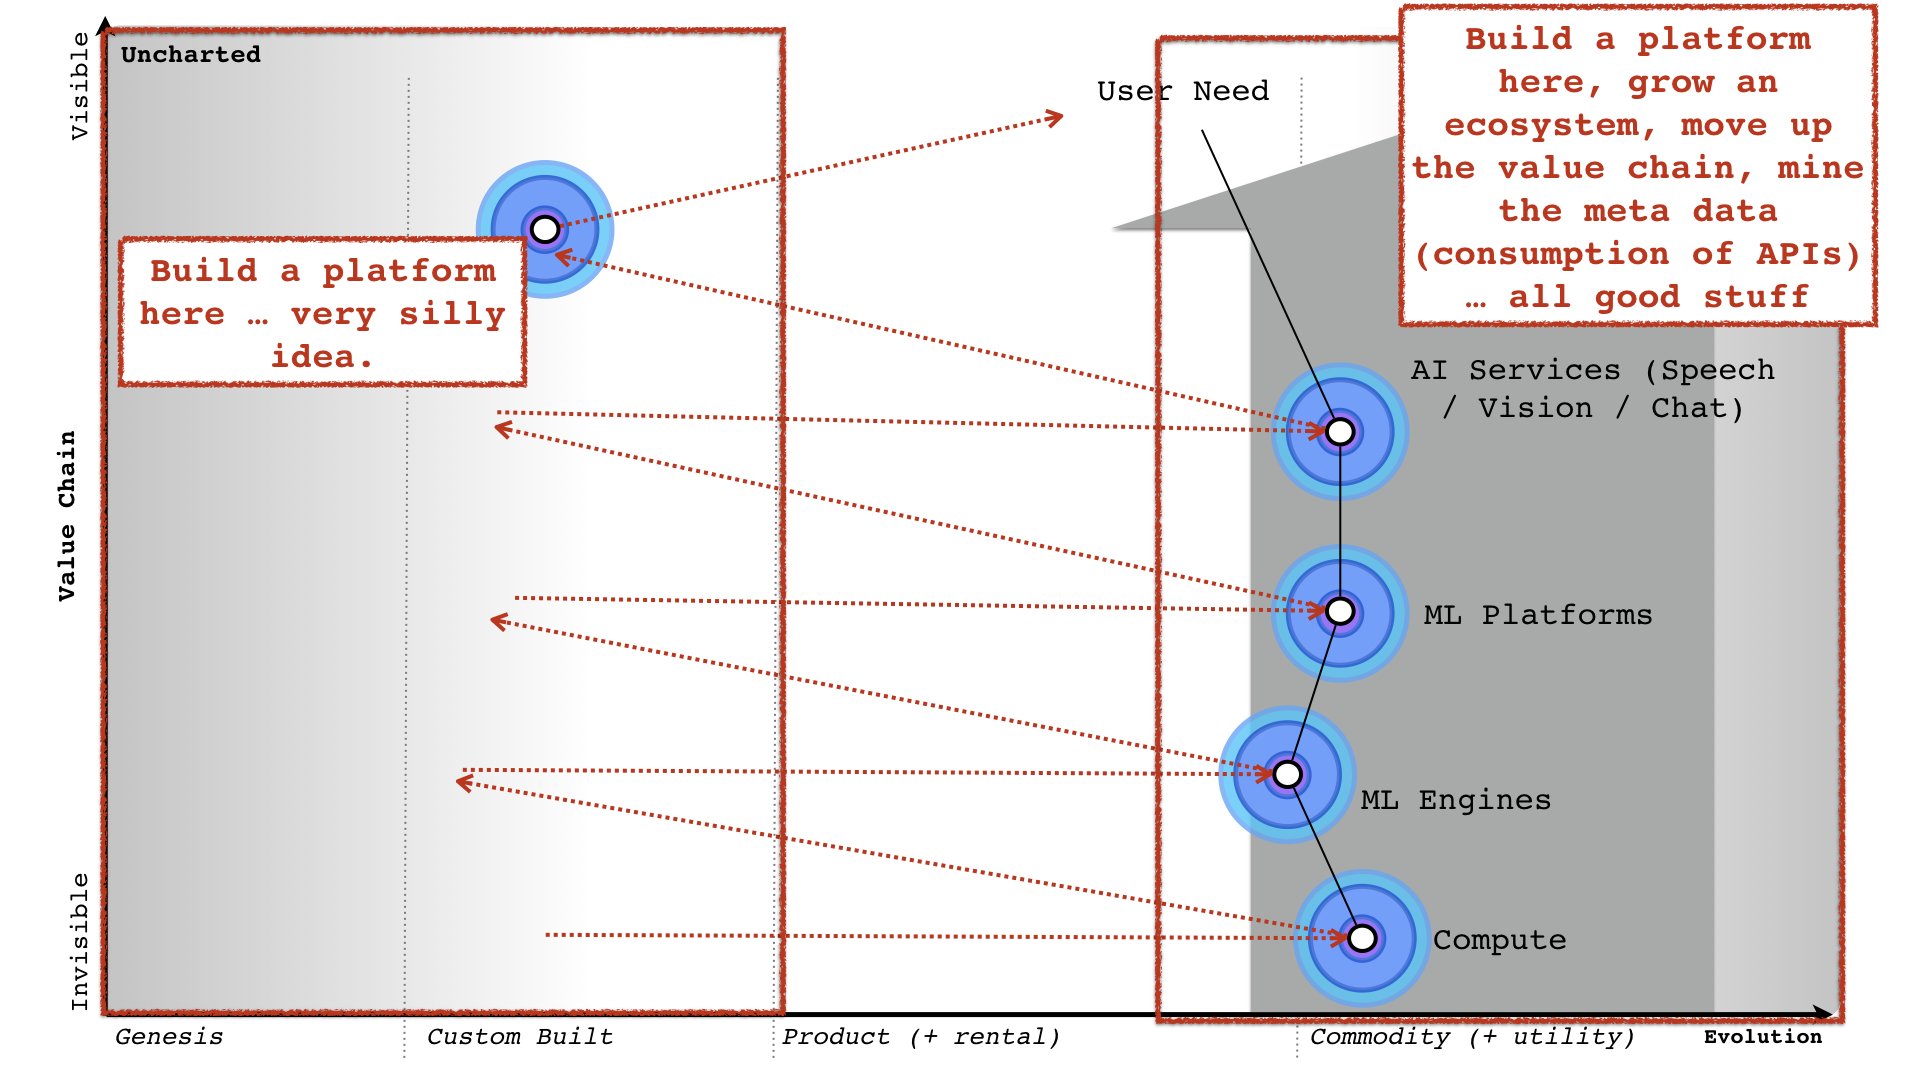 Visible
Uncharted
User Need
Build a platform
here, grow an
ecosystem, move up
the value chain, mine
the meta data
(consumption of APIs)
… all good stuff
Build a platform
here … very silly
idea.
AI Services (Speech
/ Vision / Chat)
Value Chain
ML Platforms
ML Engines
Compute
Invisible
Genesis
Custom Built
Product (+ rental)
Commodity (+ utility)
Evolution